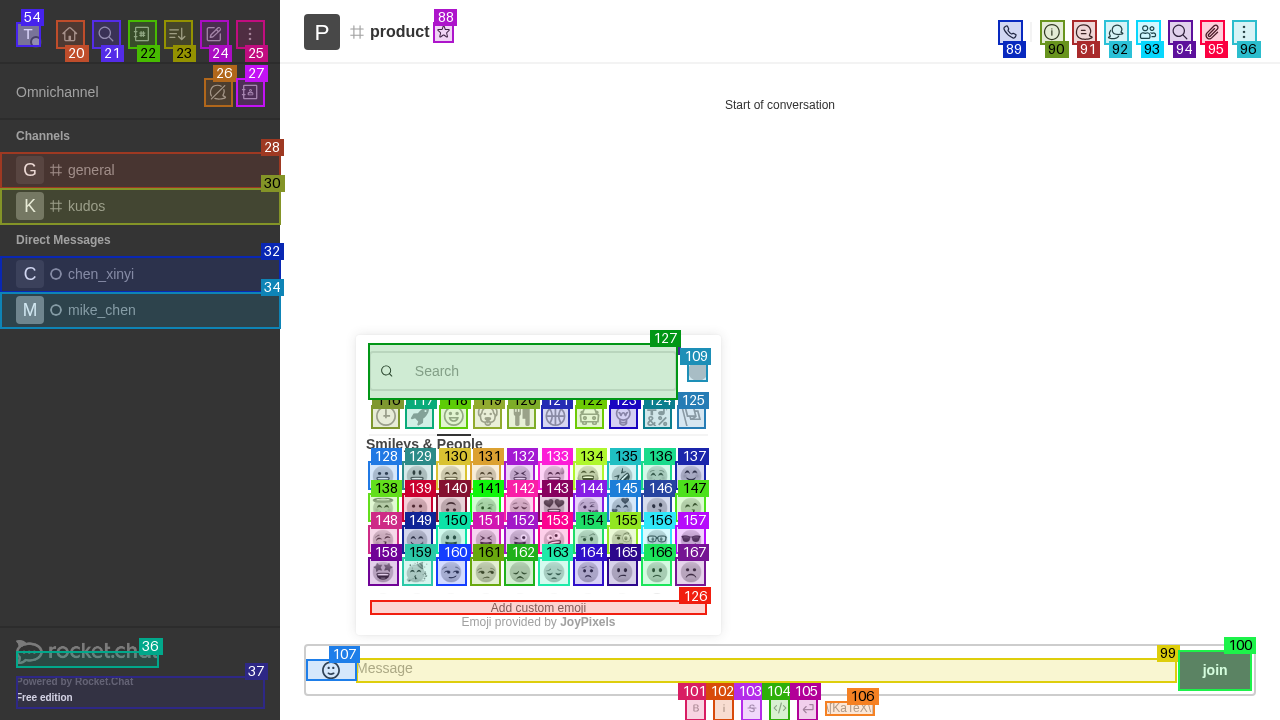 54
20
21
22
23
24
25
T
26
27
Omnichannel
Channels
28
G general
30
K kudos
Direct Messages
32
C chen_xinyi
34
M mike_chen
36
rocket.chat
37
Powered by Rocket.Chat
Free edition
P # product
88
89
90
91
92
93
94
95
96
Start of conversation
127
109
Search
116 117 118 119 120 121 122 123 124 125
Smileys & People
128 129 130 131 132 133 134 135 136 137
138 139 140 141 142 143 144 145 146 147
148 149 150 151 152 153 154 155 156 157
158 159 160 161 162 163 164 165 166 167
126
Add custom emoji
Emoji provided by JoyPixels
107
Message
99
100
join
101 102 103 104 105 106
B i S </> \[KaTeX\]